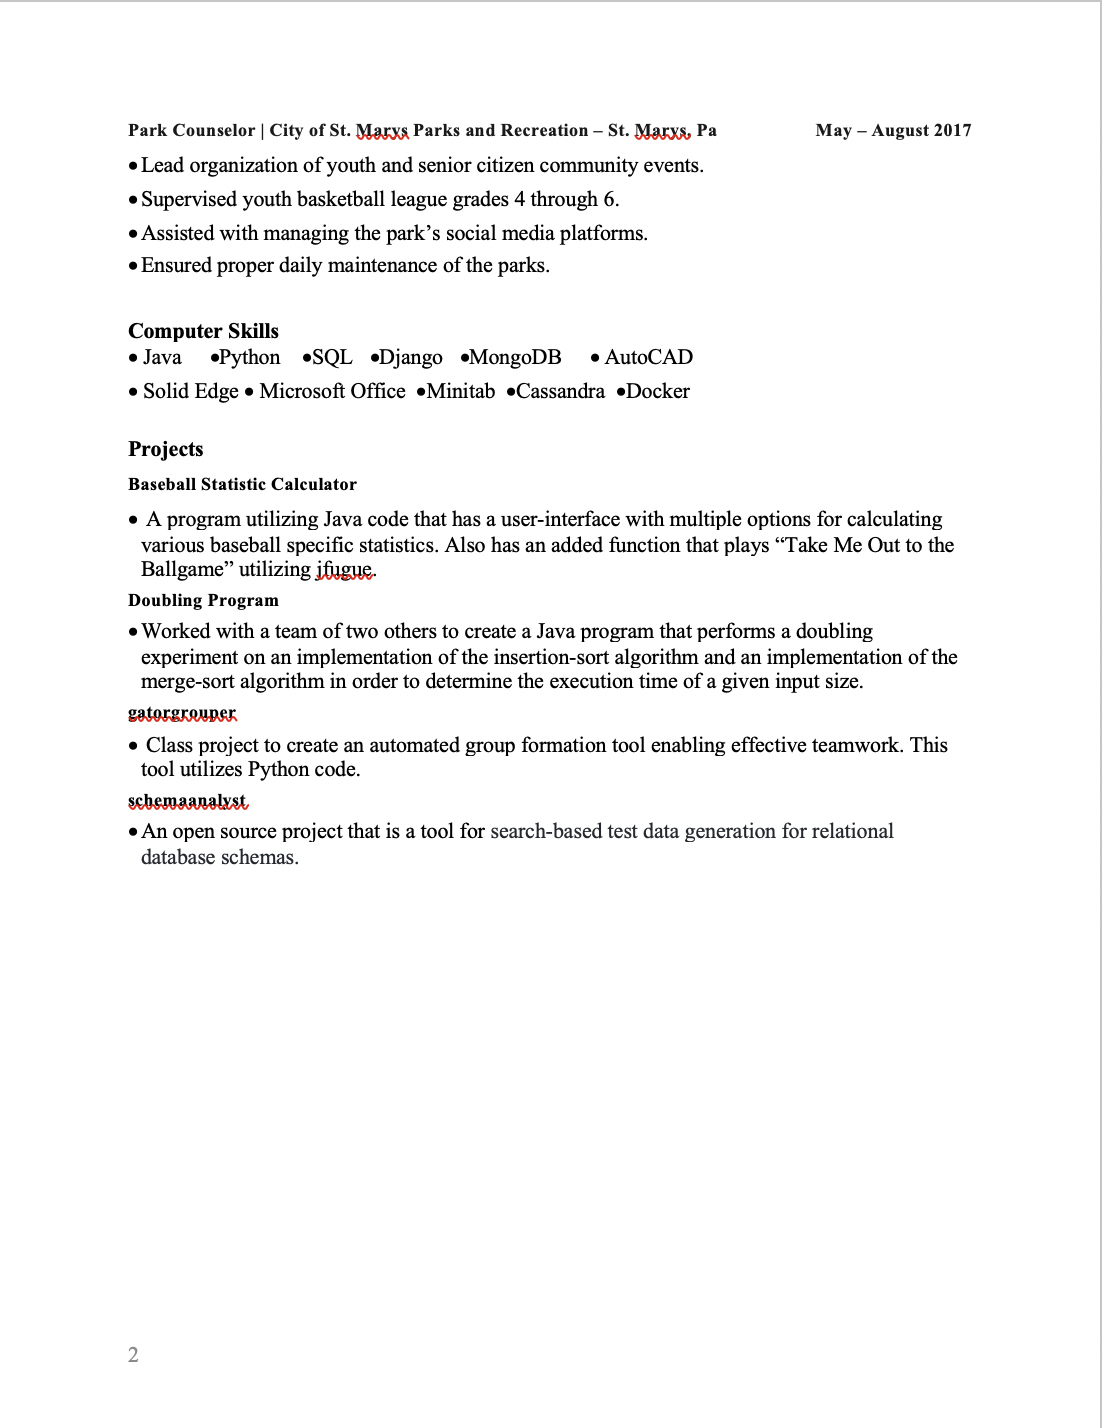 Park Counselor | City of St. Marys Parks and Recreation – St. Marys, Pa May – August 2017
• Lead organization of youth and senior citizen community events.
• Supervised youth basketball league grades 4 through 6.
• Assisted with managing the park’s social media platforms.
• Ensured proper daily maintenance of the parks.
Computer Skills
• Java •Python •SQL •Django •MongoDB • AutoCAD
• Solid Edge • Microsoft Office •Minitab •Cassandra •Docker
Projects
Baseball Statistic Calculator
• A program utilizing Java code that has a user-interface with multiple options for calculating
various baseball specific statistics. Also has an added function that plays “Take Me Out to the
Ballgame” utilizing jfugue.
Doubling Program
• Worked with a team of two others to create a Java program that performs a doubling
experiment on an implementation of the insertion-sort algorithm and an implementation of the
merge-sort algorithm in order to determine the execution time of a given input size.
gatorgrouper
• Class project to create an automated group formation tool enabling effective teamwork. This
tool utilizes Python code.
schemaanalyst
• An open source project that is a tool for search-based test data generation for relational
database schemas.
2